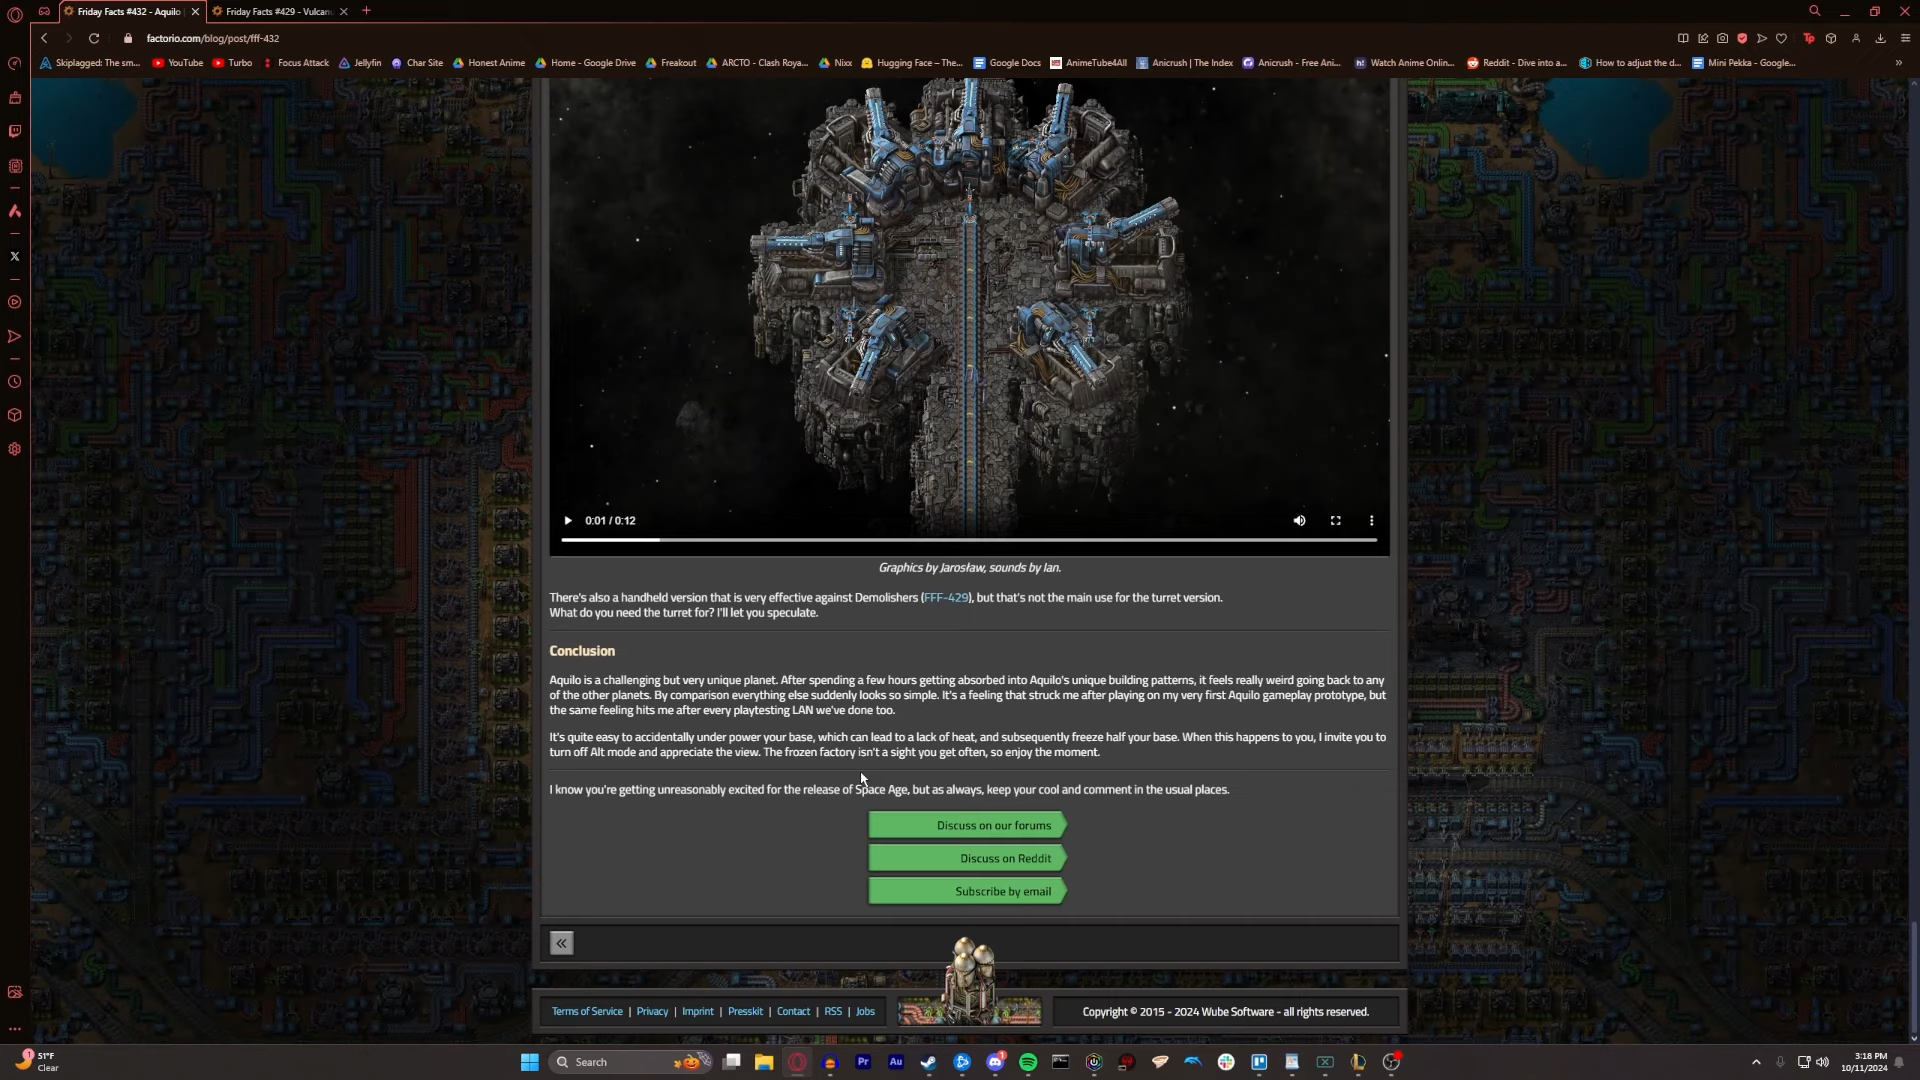 Friday Facts #432 - Aquilo
Friday Facts #429 - Vulcanu
factorio.com/blog/post/fff-432
Skiplagged: The sm...
YouTube
Turbo
Focus Attack
Jellyfin
Char Site
Honest Anime
Home - Google Drive
Freakout
ARCTO - Clash Roya...
Nixx
Hugging Face – The...
Google Docs
AnimeTube4All
Anicrush | The Index
Anicrush - Free Ani...
Watch Anime Onlin...
Reddit - Dive into a...
How to adjust the d...
Mini Pekka - Google...
0:01 / 0:12
Graphics by Jarosław, sounds by Ian.
There's also a handheld version that is very effective against Demolishers (FFF-429), but that's not the main use for the turret version.
What do you need the turret for? I'll let you speculate.
Conclusion
Aquilo is a challenging but very unique planet. After spending a few hours getting absorbed into Aquilo's unique building patterns, it feels really weird going back to any
of the other planets. By comparison everything else suddenly looks so simple. It's a feeling that struck me after playing on my very first Aquilo gameplay prototype, but
the same feeling hits me after every playtesting LAN we've done too.
It's quite easy to accidentally under power your base, which can lead to a lack of heat, and subsequently freeze half your base. When this happens to you, I invite you to
turn off Alt mode and appreciate the view. The frozen factory isn't a sight you get often, so enjoy the moment.
I know you're getting unreasonably excited for the release of Space Age, but as always, keep your cool and comment in the usual places.
Discuss on our forums
Discuss on Reddit
Subscribe by email
Terms of Service | Privacy | Imprint | Presskit | Contact | RSS | Jobs
Copyright © 2015 - 2024 Wube Software - all rights reserved.
1
51°F
Clear
Search
Pr
Au
1
3:18 PM
10/11/2024